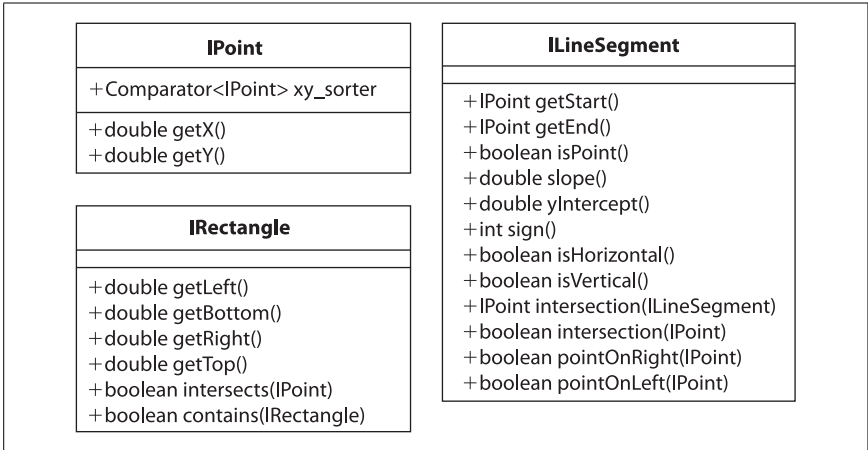 IPoint
+Comparator<IPoint> xy_sorter
+double getX()
+double getY()
IRectangle
+double getLeft()
+double getBottom()
+double getRight()
+double getTop()
+boolean intersects(IPoint)
+boolean contains(IRectangle)
ILineSegment
+IPoint getStart()
+IPoint getEnd()
+boolean isPoint()
+double slope()
+double yIntercept()
+int sign()
+boolean isHorizontal()
+boolean isVertical()
+IPoint intersection(ILineSegment)
+boolean intersection(IPoint)
+boolean pointOnRight(IPoint)
+boolean pointOnLeft(IPoint)